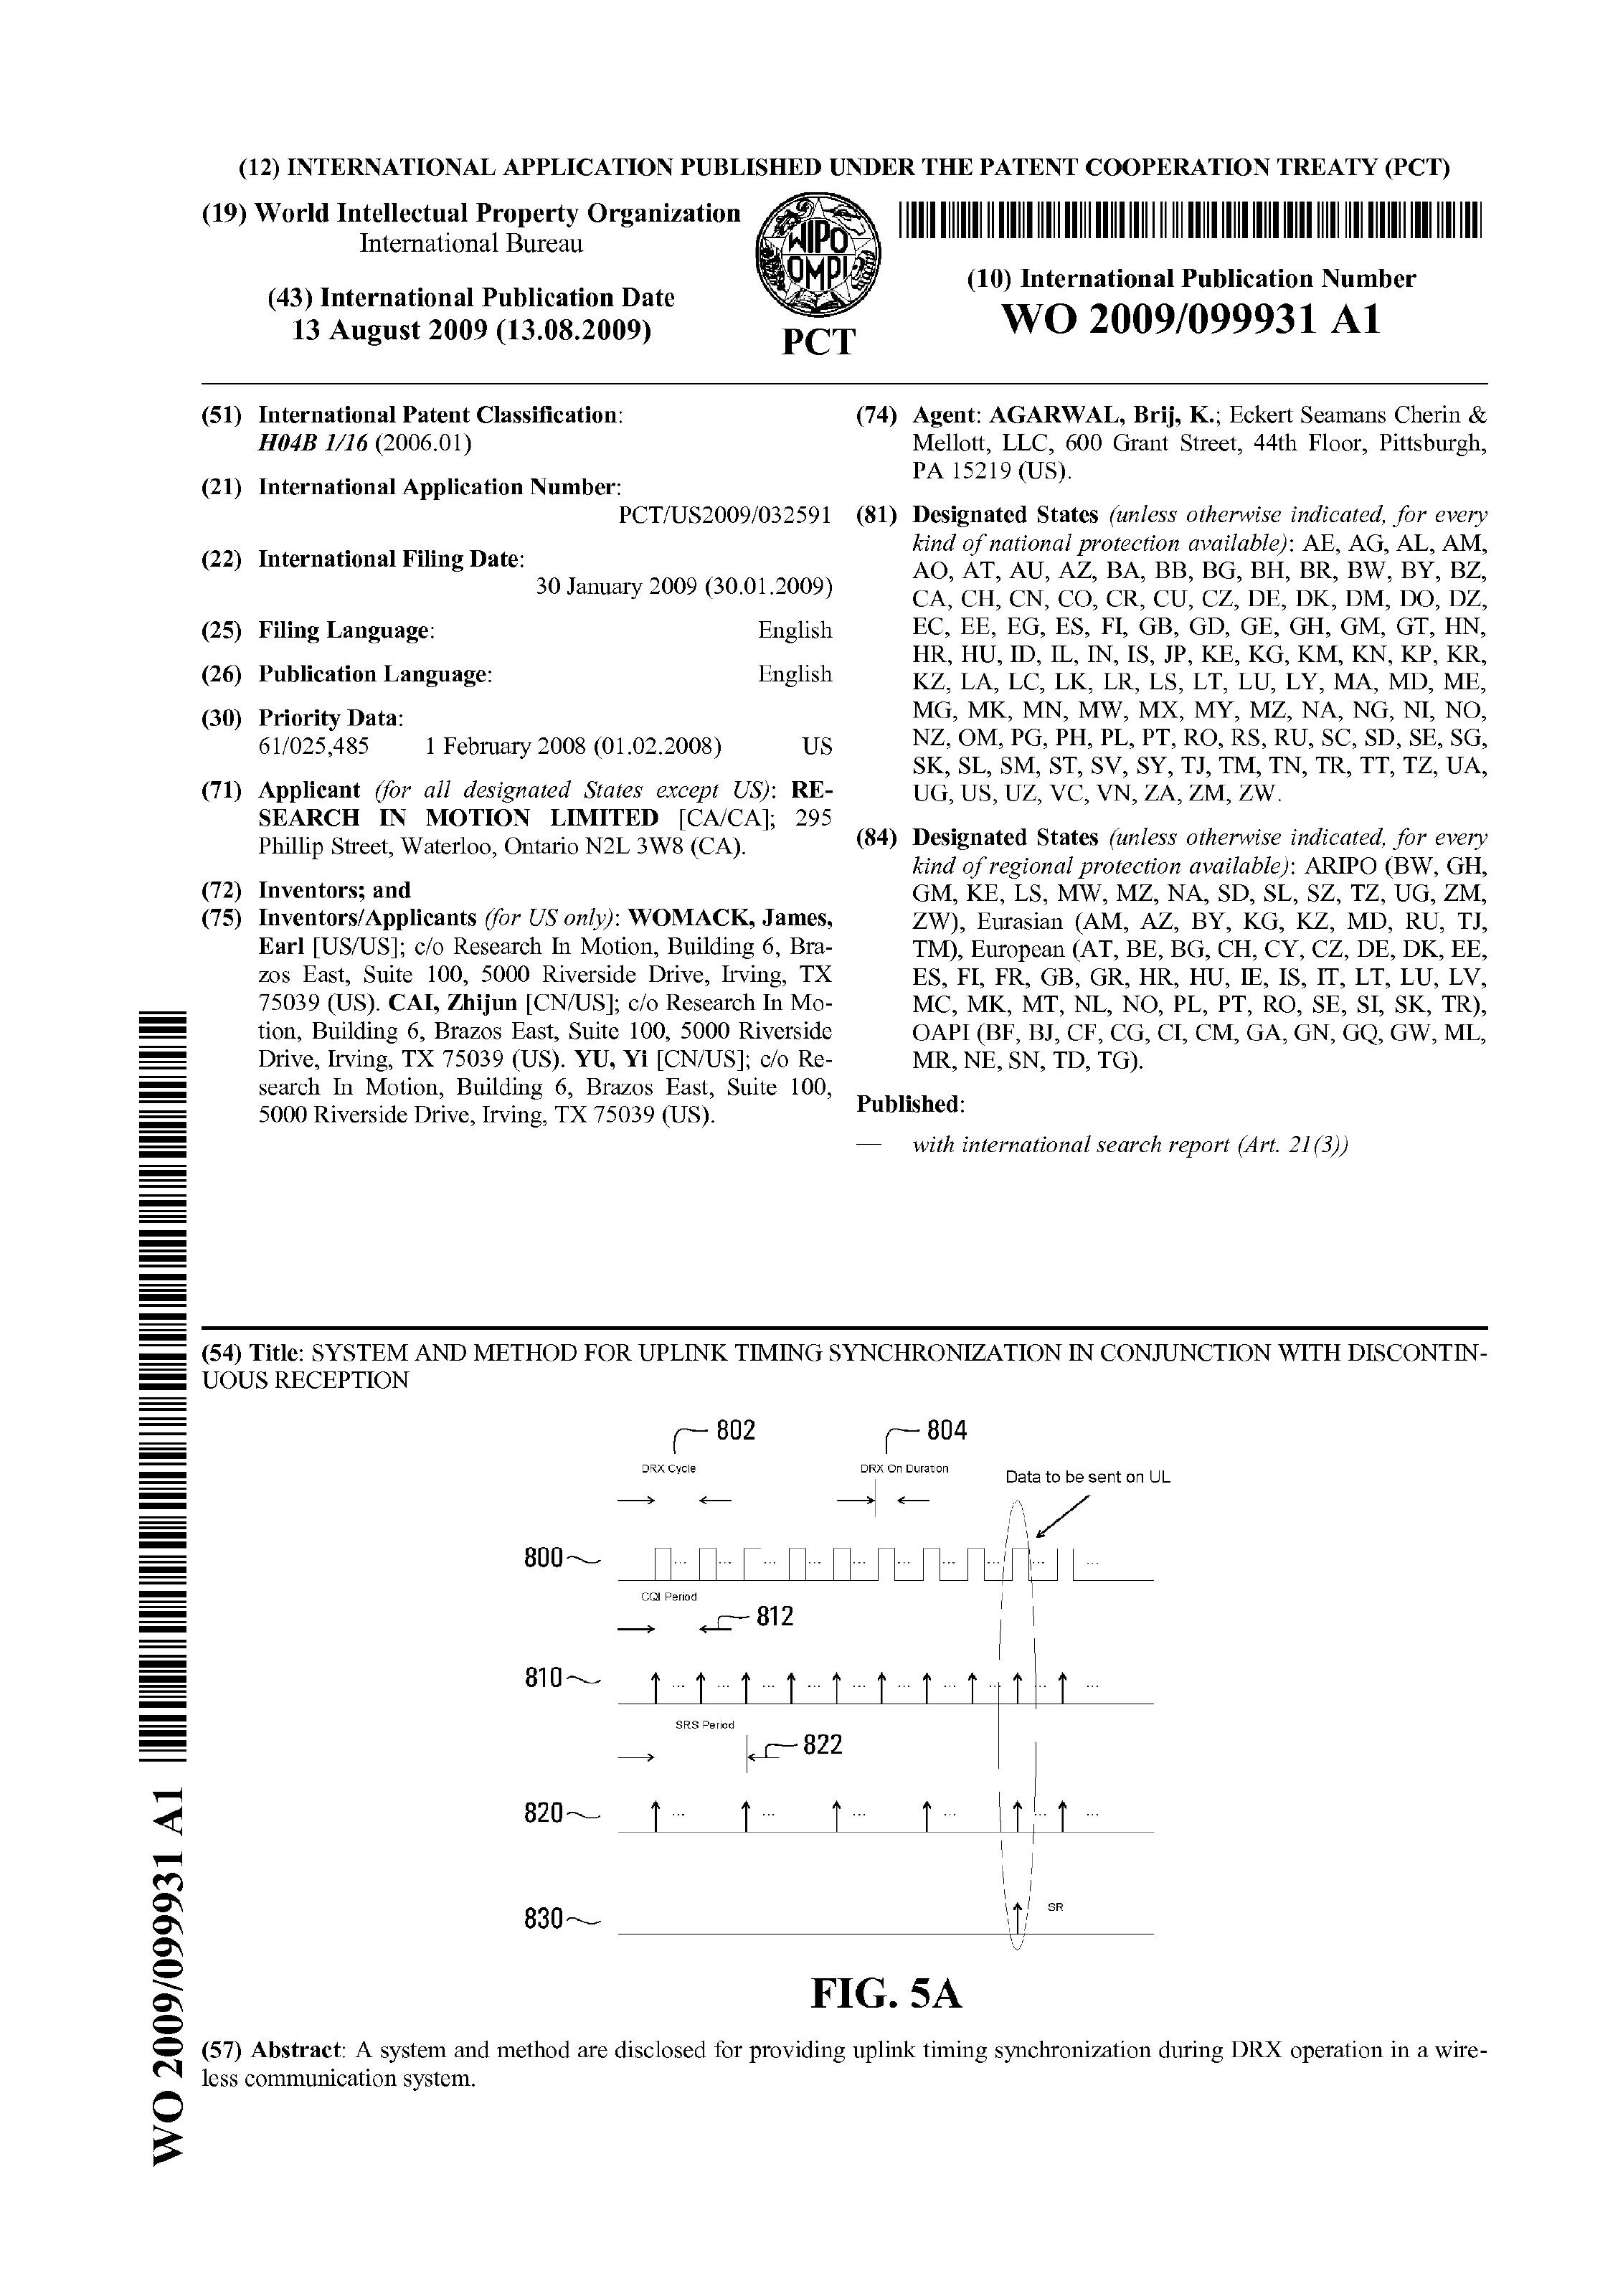 (12) INTERNATIONAL APPLICATION PUBLISHED UNDER THE PATENT COOPERATION TREATY (PCT)
(19) World Intellectual Property Organization
International Bureau
(43) International Publication Date
13 August 2009 (13.08.2009)
WIPO
OMPI
PCT
(10) International Publication Number
WO 2009/099931 A1
(51) International Patent Classification:
H04B 1/16 (2006.01)
(21) International Application Number:
PCT/US2009/032591
(22) International Filing Date:
30 January 2009 (30.01.2009)
(25) Filing Language: English
(26) Publication Language: English
(30) Priority Data:
61/025,485 1 February 2008 (01.02.2008) US
(71) Applicant (for all designated States except US): RE-
SEARCH IN MOTION LIMITED [CA/CA]; 295
Phillip Street, Waterloo, Ontario N2L 3W8 (CA).
(72) Inventors; and
(75) Inventors/Applicants (for US only): WOMACK, James,
Earl [US/US]; c/o Research In Motion, Building 6, Bra-
zos East, Suite 100, 5000 Riverside Drive, Irving, TX
75039 (US). CAI, Zhijun [CN/US]; c/o Research In Mo-
tion, Building 6, Brazos East, Suite 100, 5000 Riverside
Drive, Irving, TX 75039 (US). YU, Yi [CN/US]; c/o Re-
search In Motion, Building 6, Brazos East, Suite 100,
5000 Riverside Drive, Irving, TX 75039 (US).
(74) Agent: AGARWAL, Brij, K.; Eckert Seamans Cherin &
Mellott, LLC, 600 Grant Street, 44th Floor, Pittsburgh,
PA 15219 (US).
(81) Designated States (unless otherwise indicated, for every
kind of national protection available): AE, AG, AL, AM,
AO, AT, AU, AZ, BA, BB, BG, BH, BR, BW, BY, BZ,
CA, CH, CN, CO, CR, CU, CZ, DE, DK, DM, DO, DZ,
EC, EE, EG, ES, FI, GB, GD, GE, GH, GM, GT, HN,
HR, HU, ID, IL, IN, IS, JP, KE, KG, KM, KN, KP, KR,
KZ, LA, LC, LK, LR, LS, LT, LU, LY, MA, MD, ME,
MG, MK, MN, MW, MX, MY, MZ, NA, NG, NI, NO,
NZ, OM, PG, PH, PL, PT, RO, RS, RU, SC, SD, SE, SG,
SK, SL, SM, ST, SV, SY, TJ, TM, TN, TR, TT, TZ, UA,
UG, US, UZ, VC, VN, ZA, ZM, ZW.
(84) Designated States (unless otherwise indicated, for every
kind of regional protection available): ARIPO (BW, GH,
GM, KE, LS, MW, MZ, NA, SD, SL, SZ, TZ, UG, ZM,
ZW), Eurasian (AM, AZ, BY, KG, KZ, MD, RU, TJ,
TM), European (AT, BE, BG, CH, CY, CZ, DE, DK, EE,
ES, FI, FR, GB, GR, HR, HU, IE, IS, IT, LT, LU, LV,
MC, MK, MT, NL, NO, PL, PT, RO, SE, SI, SK, TR),
OAPI (BF, BJ, CF, CG, CI, CM, GA, GN, GQ, GW, ML,
MR, NE, SN, TD, TG).
Published:
— with international search report (Art. 21(3))
(54) Title: SYSTEM AND METHOD FOR UPLINK TIMING SYNCHRONIZATION IN CONJUNCTION WITH DISCONTIN-
UOUS RECEPTION
802
804
DRX Cycle
DRX On Duration
Data to be sent on UL
800
CQI Period
812
810
SRS Period
822
820
830
SR
FIG. 5A
(57) Abstract: A system and method are disclosed for providing uplink timing synchronization during DRX operation in a wire-
less communication system.
WO 2009/099931 A1